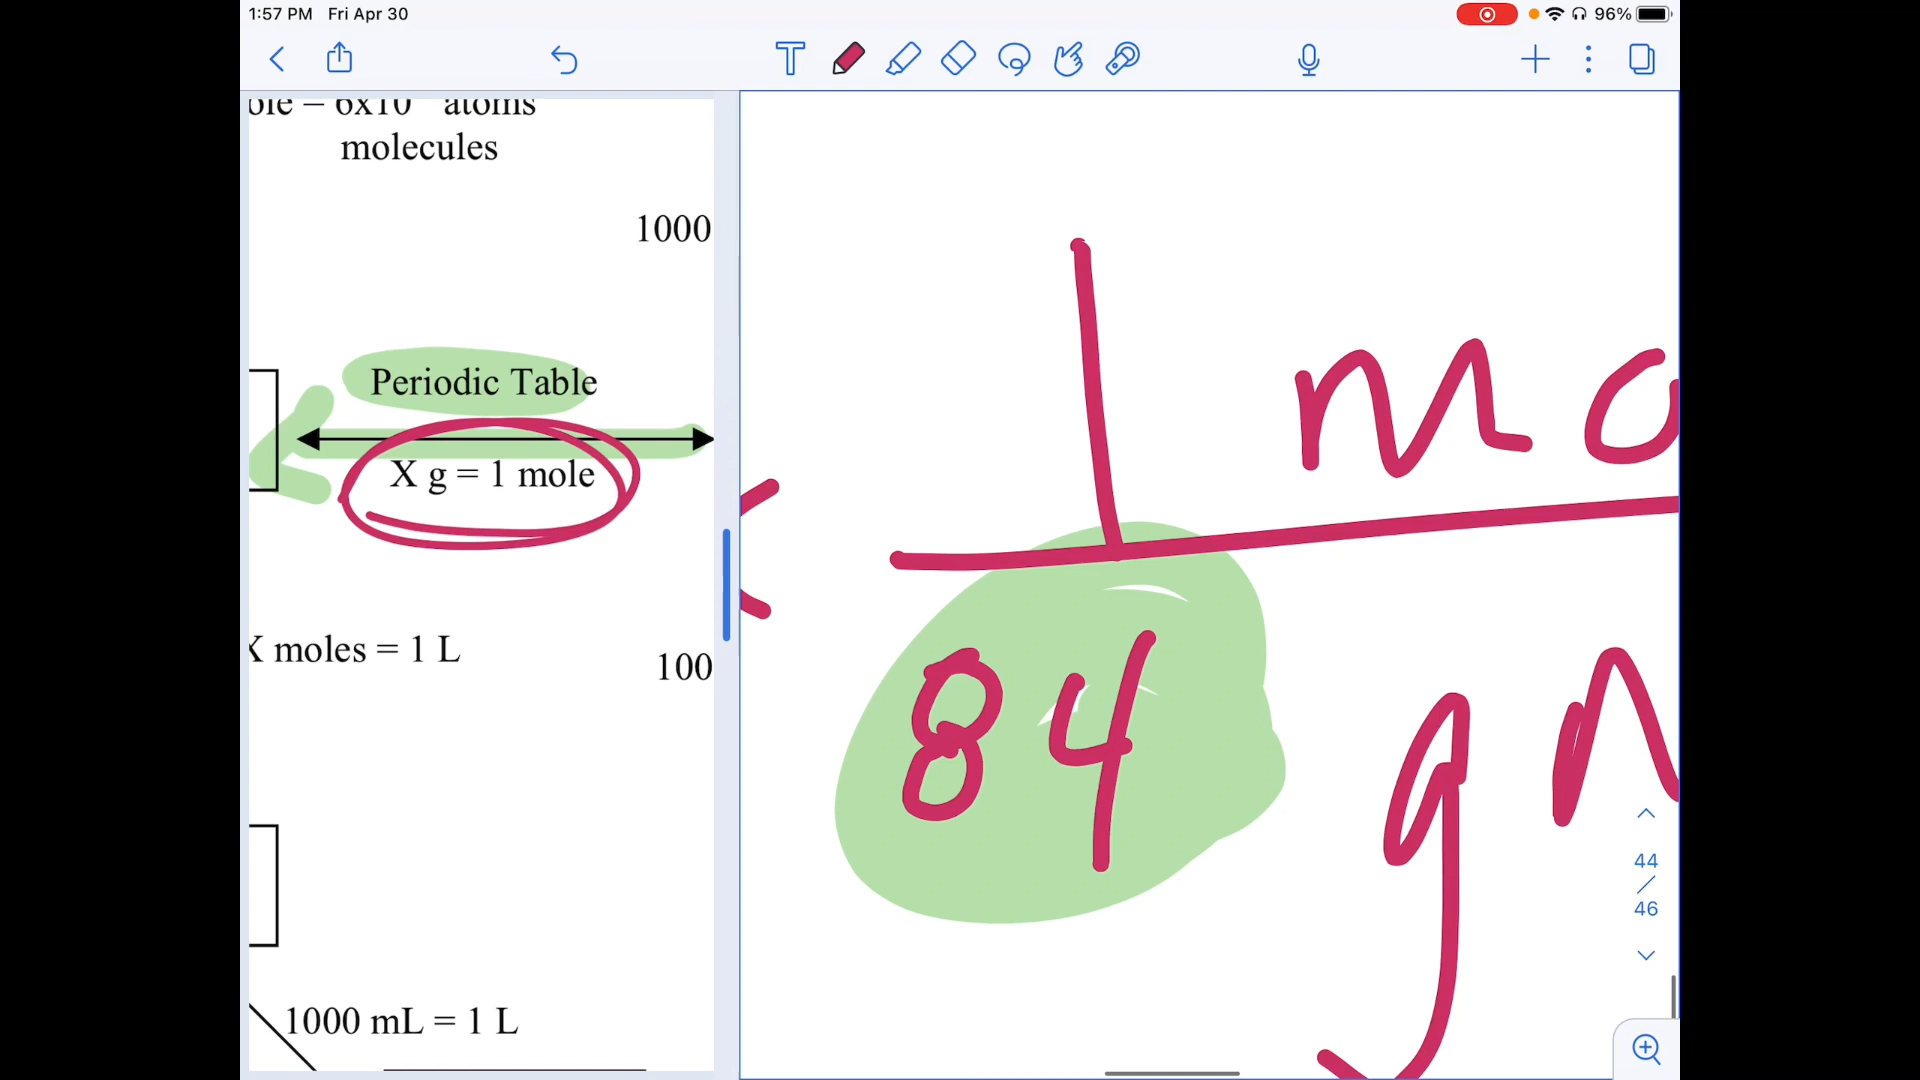 1:57 PM Fri Apr 30
96%
T
molecules
1000
Periodic Table
X g = 1 mole
X moles = 1 L
100
1000 mL = 1 L
1 mo
84 gm
44
/
46